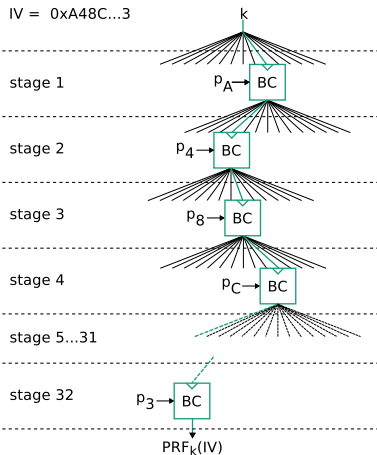 IV = 0xA48C...3 k
stage 1 pA BC
stage 2 p4 BC
stage 3 p8 BC
stage 4 pC BC
stage 5...31
stage 32 p3 BC
PRFk(IV)